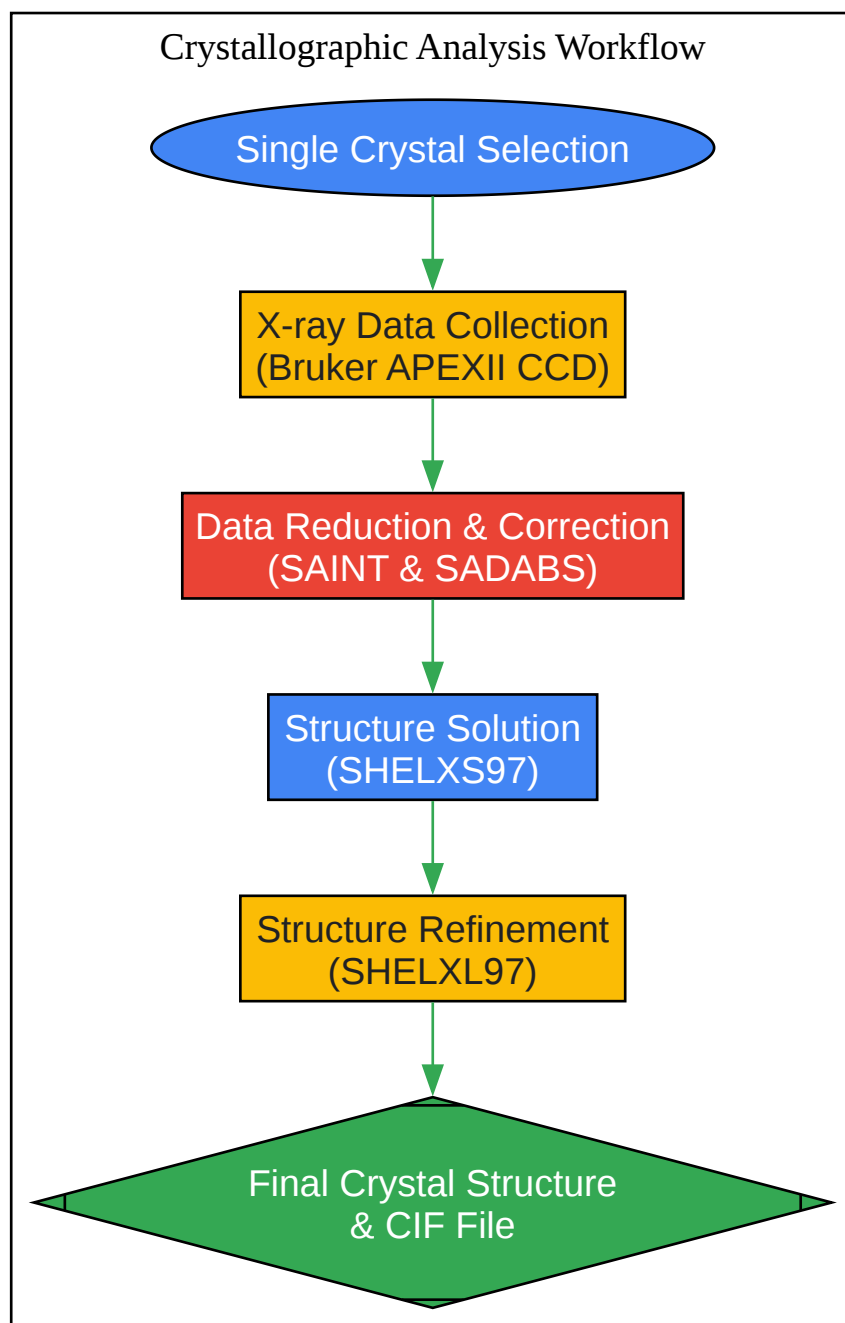 Crystallographic Analysis Workflow
Single Crystal Selection
X-ray Data Collection
(Bruker APEXII CCD)
Data Reduction & Correction
(SAINT & SADABS)
Structure Solution
(SHELXS97)
Structure Refinement
(SHELXL97)
Final Crystal Structure
& CIF File